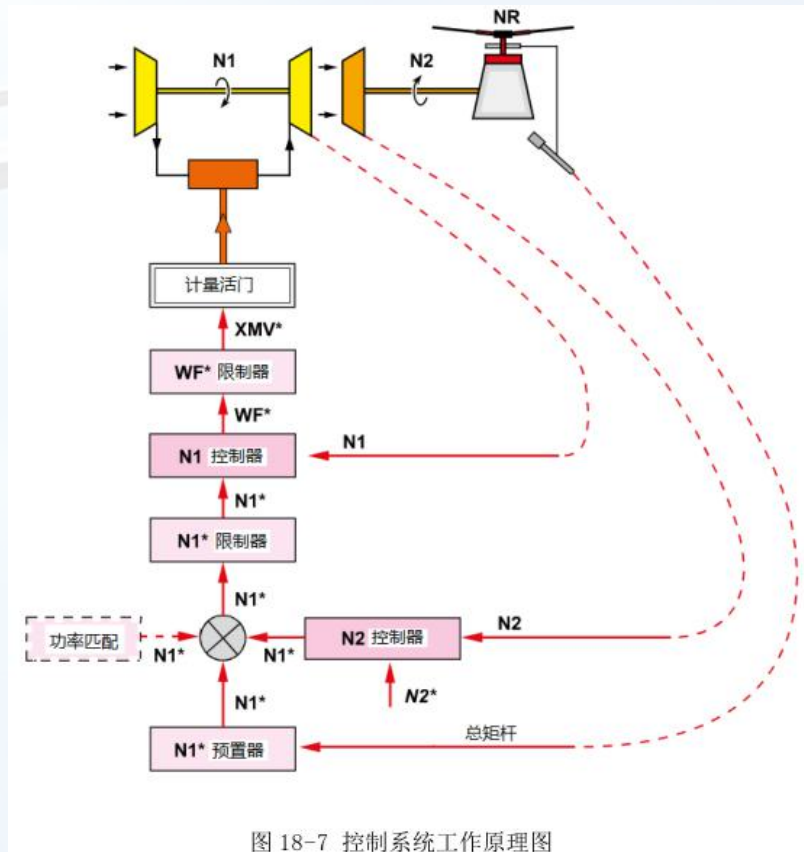 NR
N1
N2
计量活门
XMV*
WF* 限制器
WF*
N1 控制器
N1
N1*
N1* 限制器
N1*
功率匹配
N1*
N1*
N2 控制器
N2
N1*
N2*
N1* 预置器
总矩杆
图 18-7 控制系统工作原理图